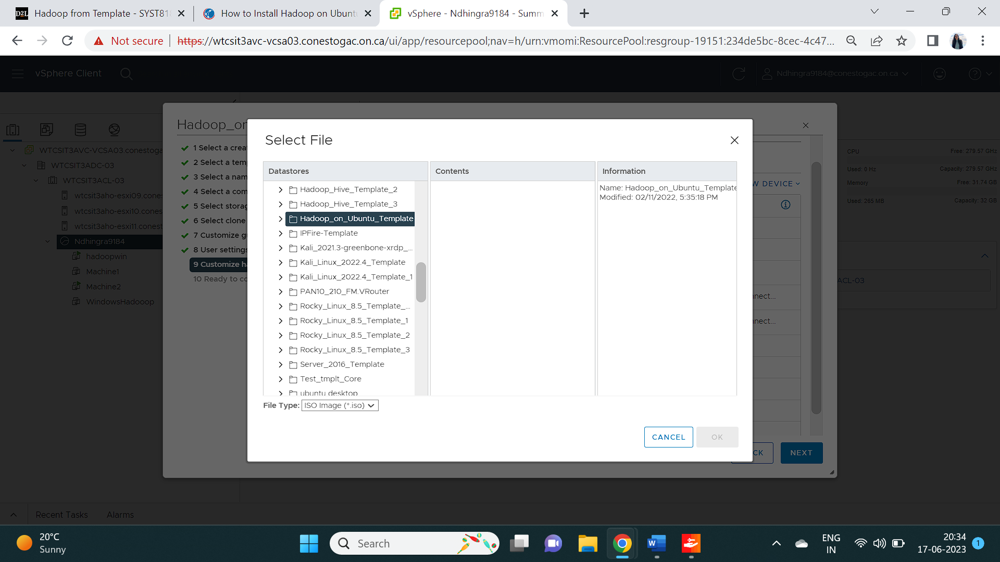 Hadoop from Template - SYST81
How to Install Hadoop on Ubunt
vSphere - Ndhingra9184 - Summ
Not secure
https://wtcsit3avc-vcsa03.conestogac.on.ca/ui/app/resourcepool;nav=h/urn:vmomi:ResourcePool:resgroup-19151:234de5bc-8cec-4c47...
vSphere Client
Ndhingra9184@conestogac.on.ca
Hadoop_on
1 Select a crea
2 Select a tem
3 Select a nam
4 Select a com
5 Select storag
6 Select clone
7 Customize gu
8 User settings
9 Customize ha
10 Ready to co
WTCSIT3AVC-VCSA03.conestoga
WTCSIT3ADC-03
WTCSIT3ACL-03
wtcsit3aho-esxi09.cones
wtcsit3aho-esxi10.cones
wtcsit3aho-esxi11.conest
Ndhingra9184
hadoopwin
Machine1
Machine2
WindowsHadooop
Select File
Datastores
Contents
Information
Hadoop_Hive_Template_2
Hadoop_Hive_Template_3
Hadoop_on_Ubuntu_Template
IPFire-Template
Kali_2021.3-greenbone-xrdp_...
Kali_Linux_2022.4_Template
Kali_Linux_2022.4_Template_1
PAN10_210_FM.VRouter
Rocky_Linux_8.5_Template_...
Rocky_Linux_8.5_Template_1
Rocky_Linux_8.5_Template_2
Rocky_Linux_8.5_Template_3
Server_2016_Template
Test_tmplt_Core
ubuntu desktop
Name: Hadoop_on_Ubuntu_Template
Modified: 02/11/2022, 5:35:18 PM
File Type: ISO Image (*.iso)
CANCEL
OK
W DEVICE
nnect...
nnect...
CK
NEXT
CPU
Free: 279.57 GHz
Used: 0 Hz
Capacity: 279.57 GHz
Memory
Free: 31.74 GB
Used: 265 MB
Capacity: 32 GB
ACL-03
Recent Tasks
Alarms
20°C
Sunny
Search
ENG
IN
20:34
17-06-2023
1